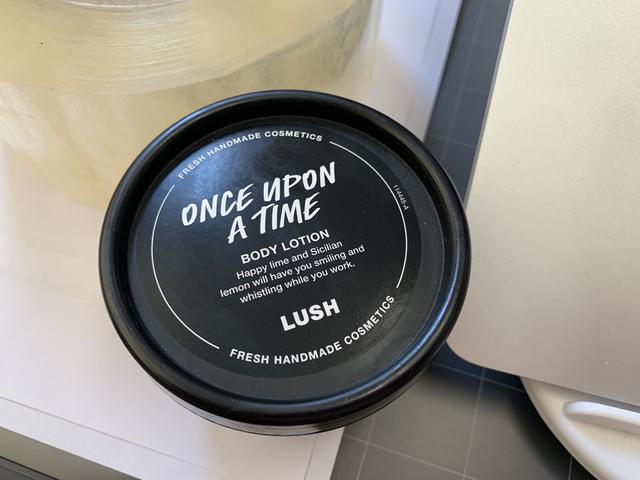 FRESH HANDMADE COSMETICS
ONCE UPON
A TIME
BODY LOTION
Happy lime and Sicilian
lemon will have you smiling and
whistling while you work.
LUSH
FRESH HANDMADE COSMETICS